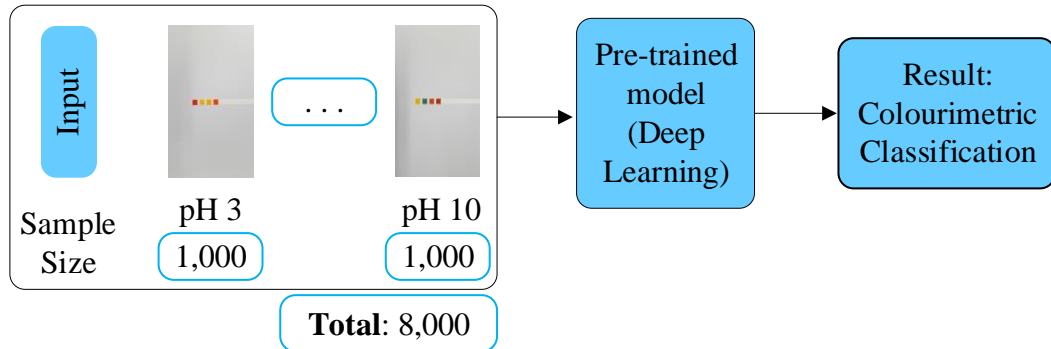 Input
. . .
pH 3
pH 10
Sample
Size
1,000
1,000
Total: 8,000
Pre-trained
model
(Deep
Learning)
Result:
Colourimetric
Classification